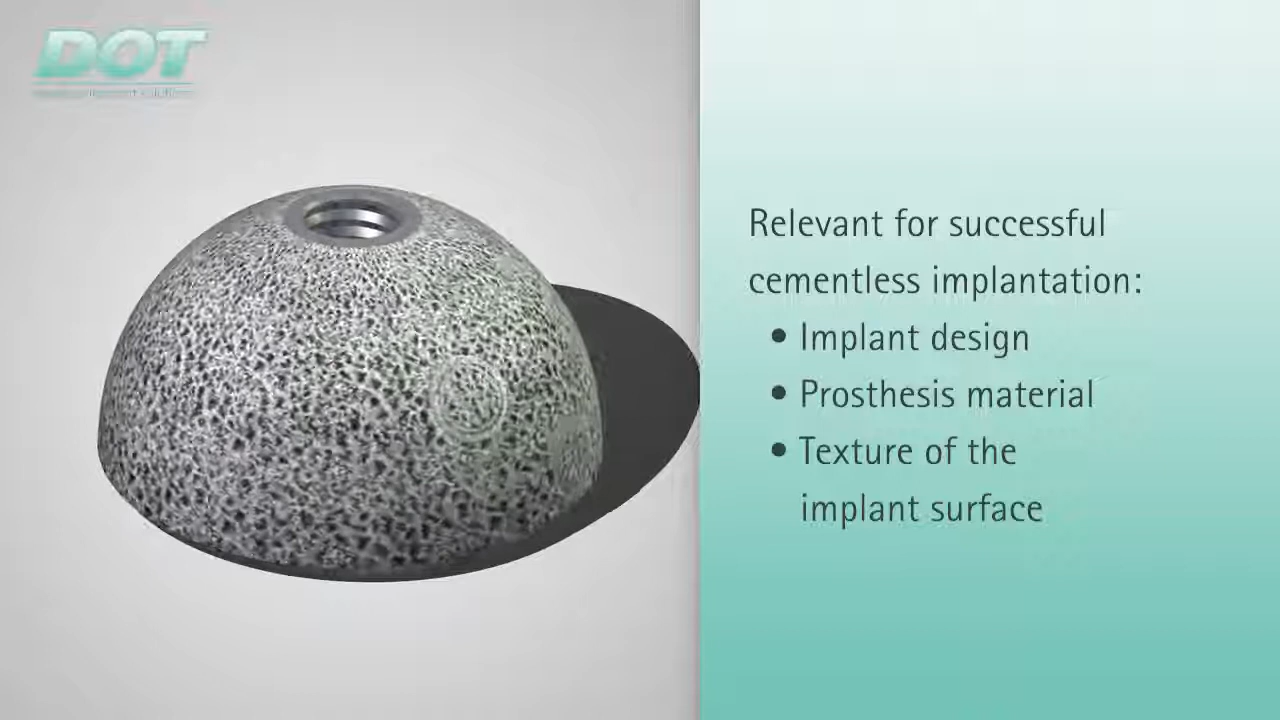 DOT
Relevant for successful
cementless implantation:
• Implant design
• Prosthesis material
• Texture of the
implant surface